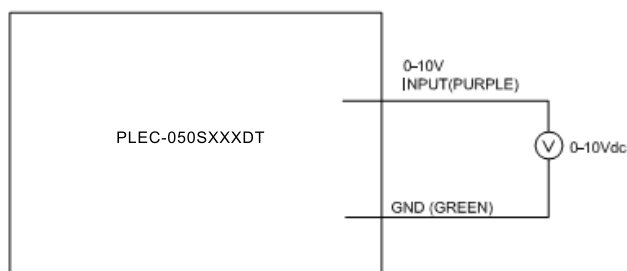 0–10V
INPUT(PURPLE)
PLEC-050SXXXDT
V
0–10Vdc
GND (GREEN)